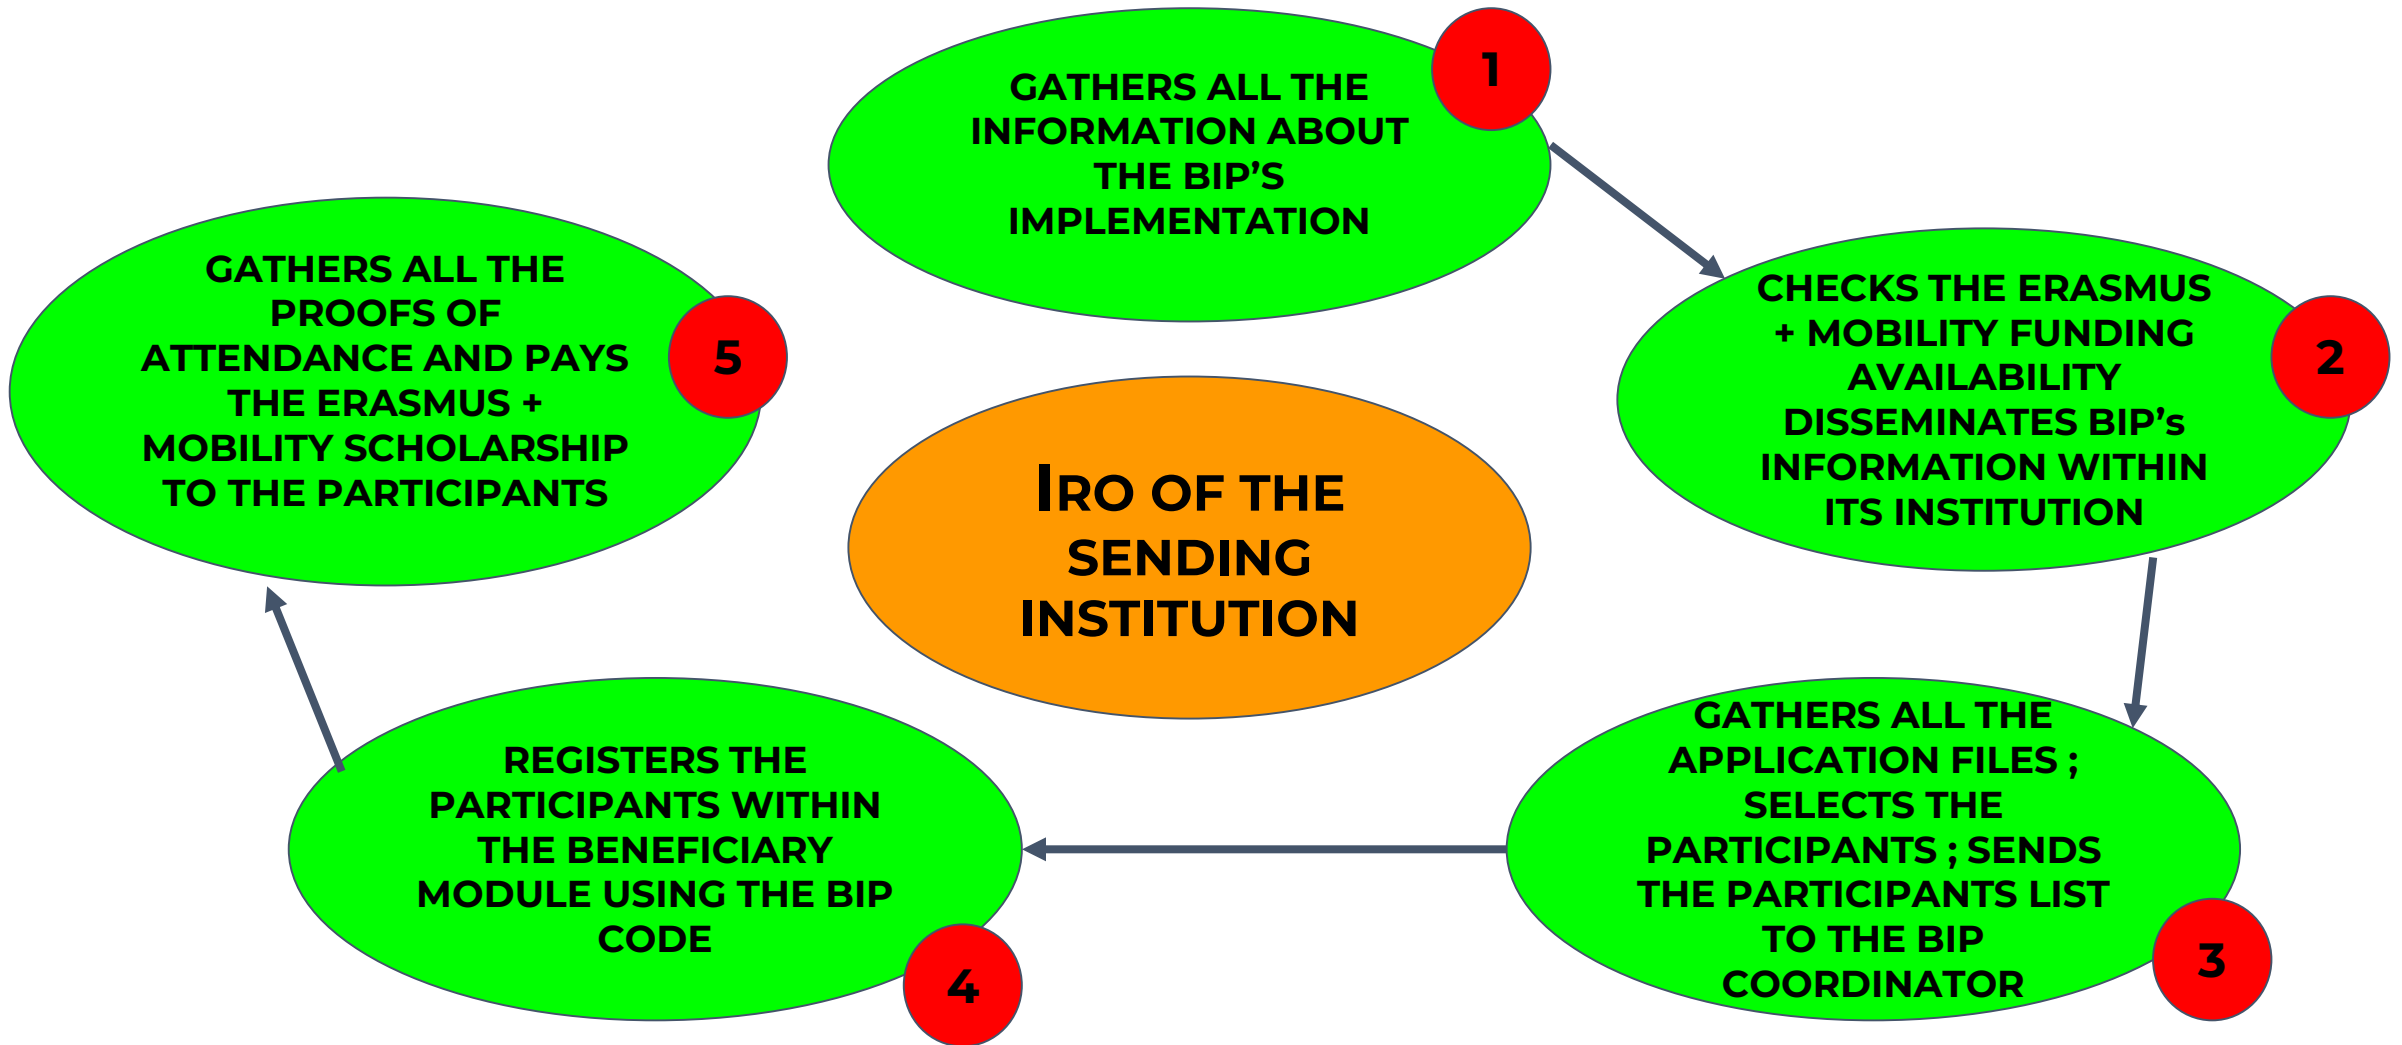 1
GATHERS ALL THE
INFORMATION ABOUT
THE BIP’S
IMPLEMENTATION
2
CHECKS THE ERASMUS
+ MOBILITY FUNDING
AVAILABILITY
DISSEMINATES BIP’s
INFORMATION WITHIN
ITS INSTITUTION
3
GATHERS ALL THE
APPLICATION FILES ;
SELECTS THE
PARTICIPANTS ; SENDS
THE PARTICIPANTS LIST
TO THE BIP
COORDINATOR
4
REGISTERS THE
PARTICIPANTS WITHIN
THE BENEFICIARY
MODULE USING THE BIP
CODE
5
GATHERS ALL THE
PROOFS OF
ATTENDANCE AND PAYS
THE ERASMUS +
MOBILITY SCHOLARSHIP
TO THE PARTICIPANTS
IRO OF THE
SENDING
INSTITUTION